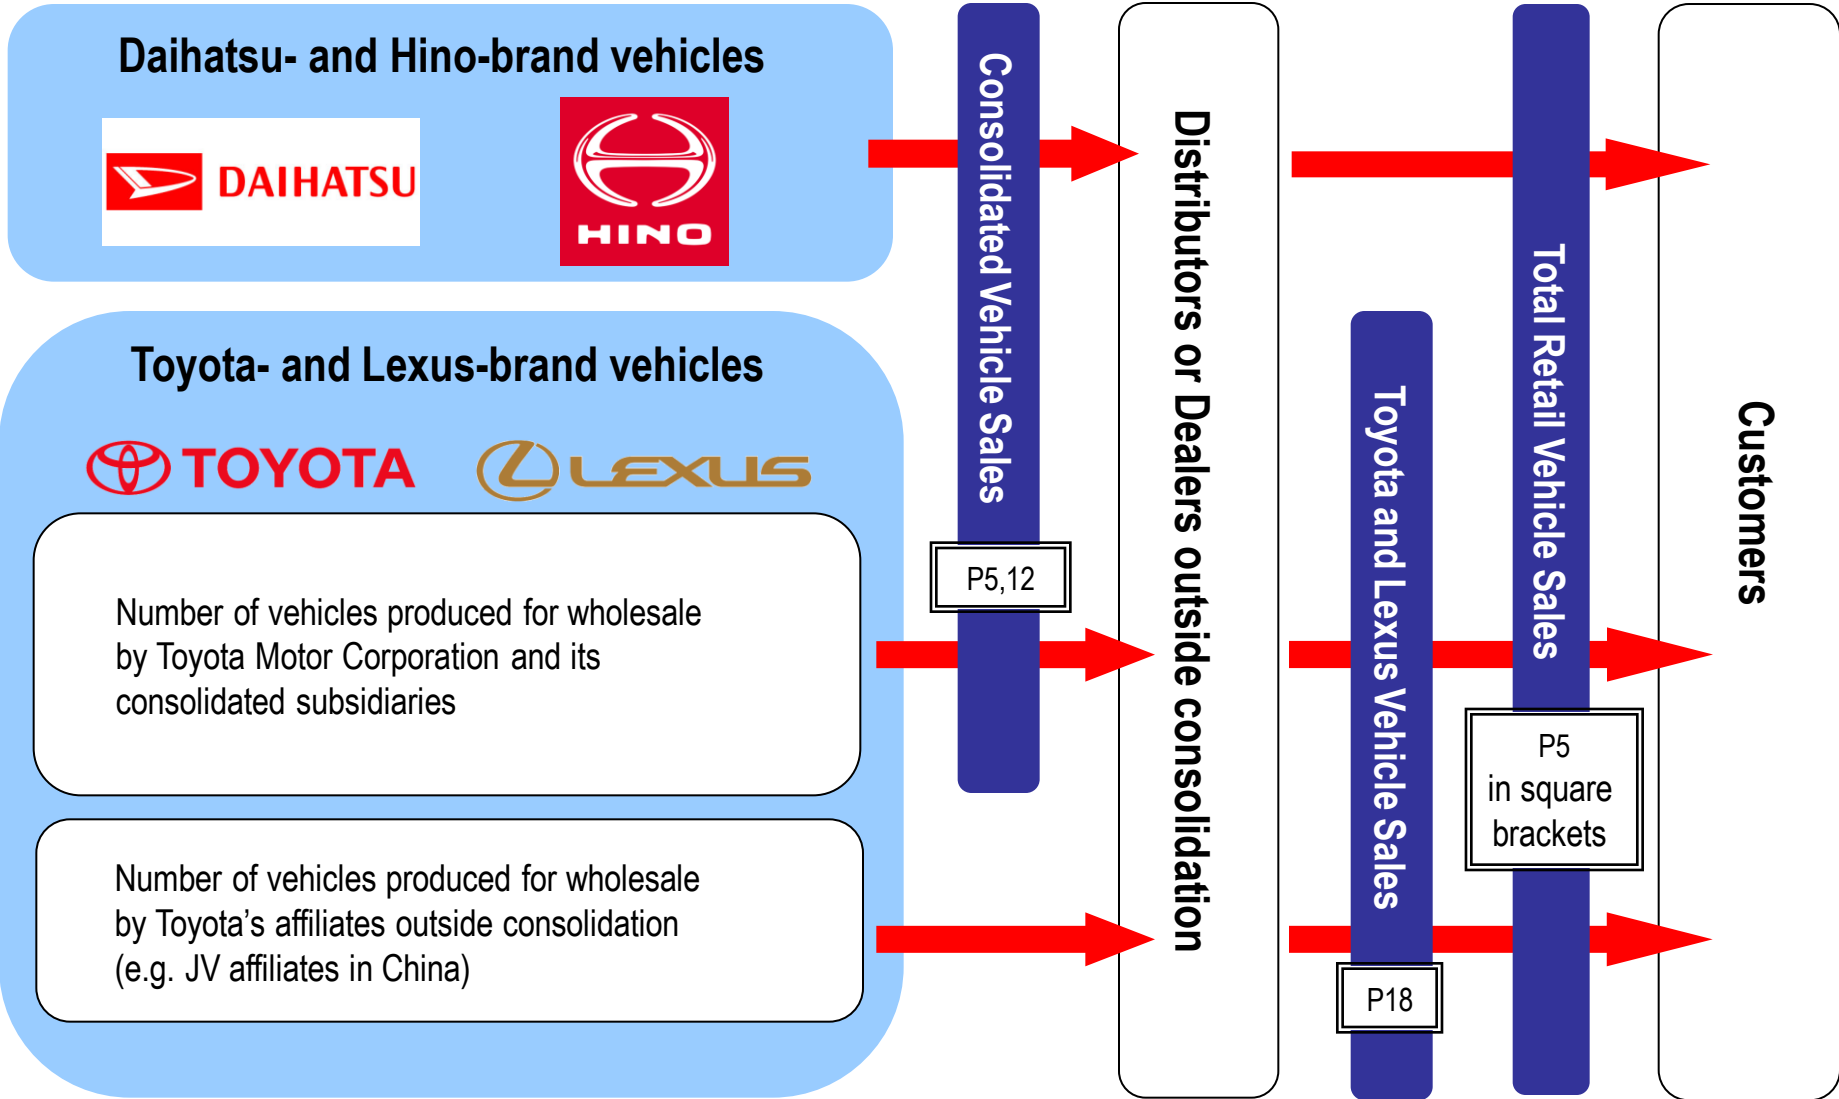 Daihatsu- and Hino-brand vehicles
DAIHATSU
HINO
Toyota- and Lexus-brand vehicles
TOYOTA
LEXUS
Number of vehicles produced for wholesale
by Toyota Motor Corporation and its
consolidated subsidiaries
Number of vehicles produced for wholesale
by Toyota’s affiliates outside consolidation
(e.g. JV affiliates in China)
Consolidated Vehicle Sales
P5,12
Distributors or Dealers outside consolidation
Toyota and Lexus Vehicle Sales
P18
Total Retail Vehicle Sales
P5
in square
brackets
Customers